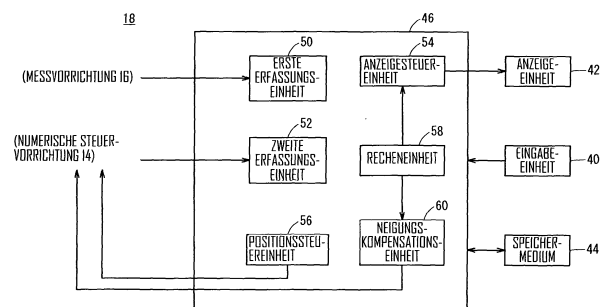 18
46
50
ERSTE
ERFASSUNGS-
EINHEIT
54
ANZEIGESTEUER-
EINHEIT
ANZEIGE-
EINHEIT
42
(MESSVORRICHTUNG 16)
52
ZWEITE
ERFASSUNGS-
EINHEIT
(NUMERISCHE STEUER-
VORRICHTUNG 14)
58
RECHENEINHEIT
EINGABE-
EINHEIT
40
56
POSITIONSSTEU-
EREINHEIT
60
NEIGUNGS-
KOMPENSATIONS-
EINHEIT
SPEICHER-
MEDIUM
44